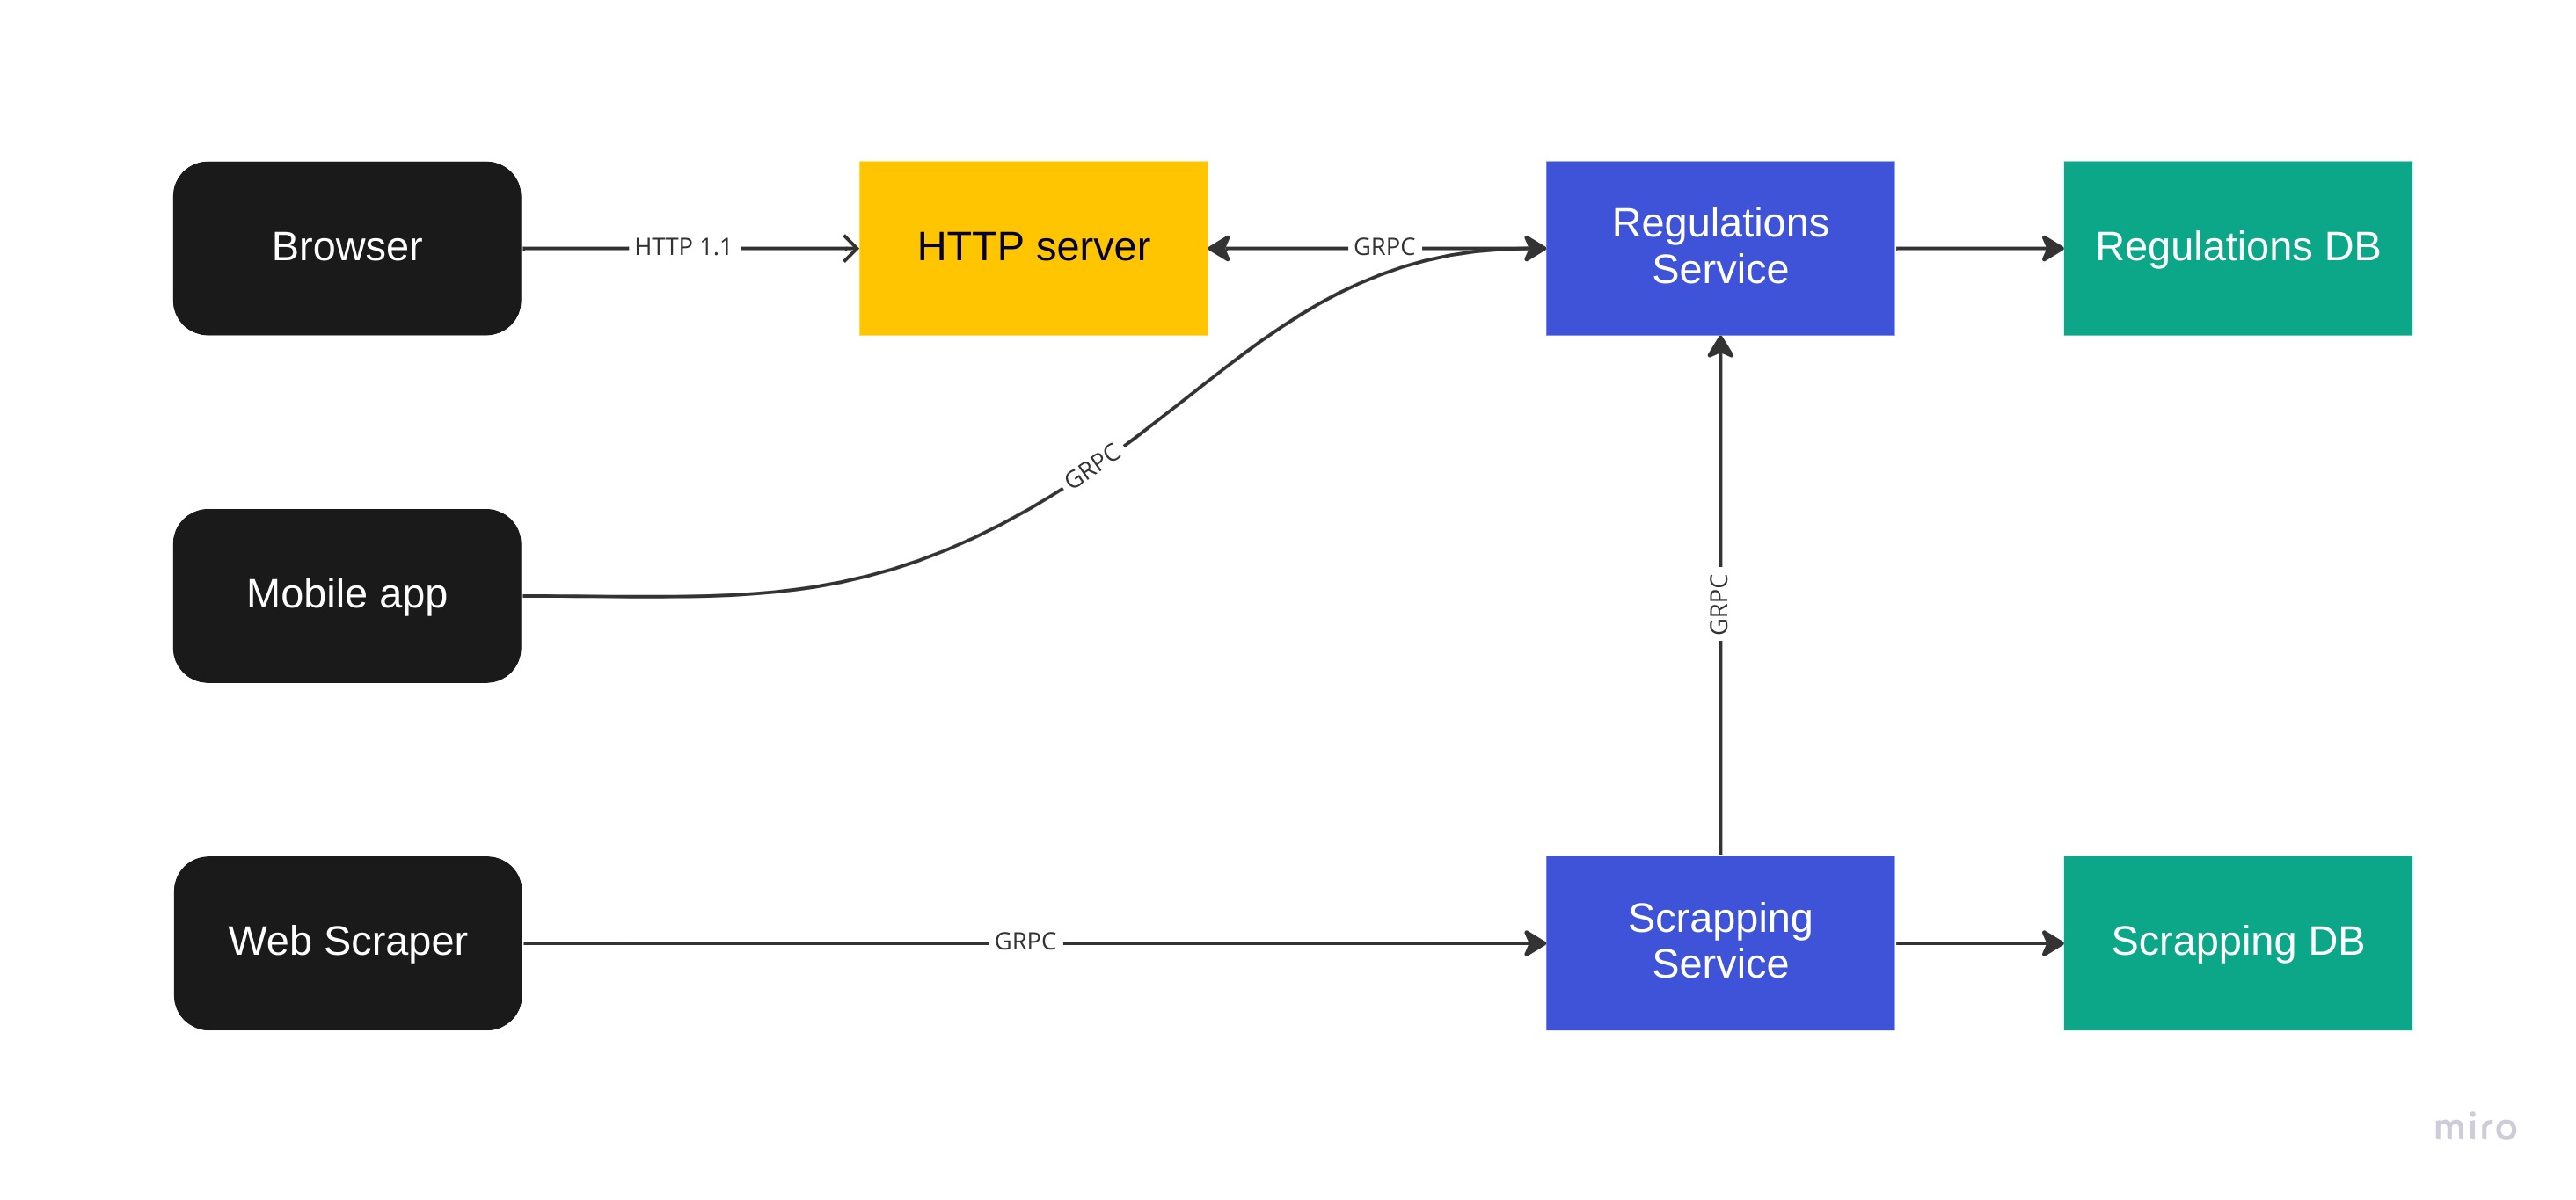 Browser
HTTP 1.1
HTTP server
GRPC
Regulations
Service
Regulations DB
GRPC
Mobile app
GRPC
Web Scraper
GRPC
Scrapping
Service
Scrapping DB
miro